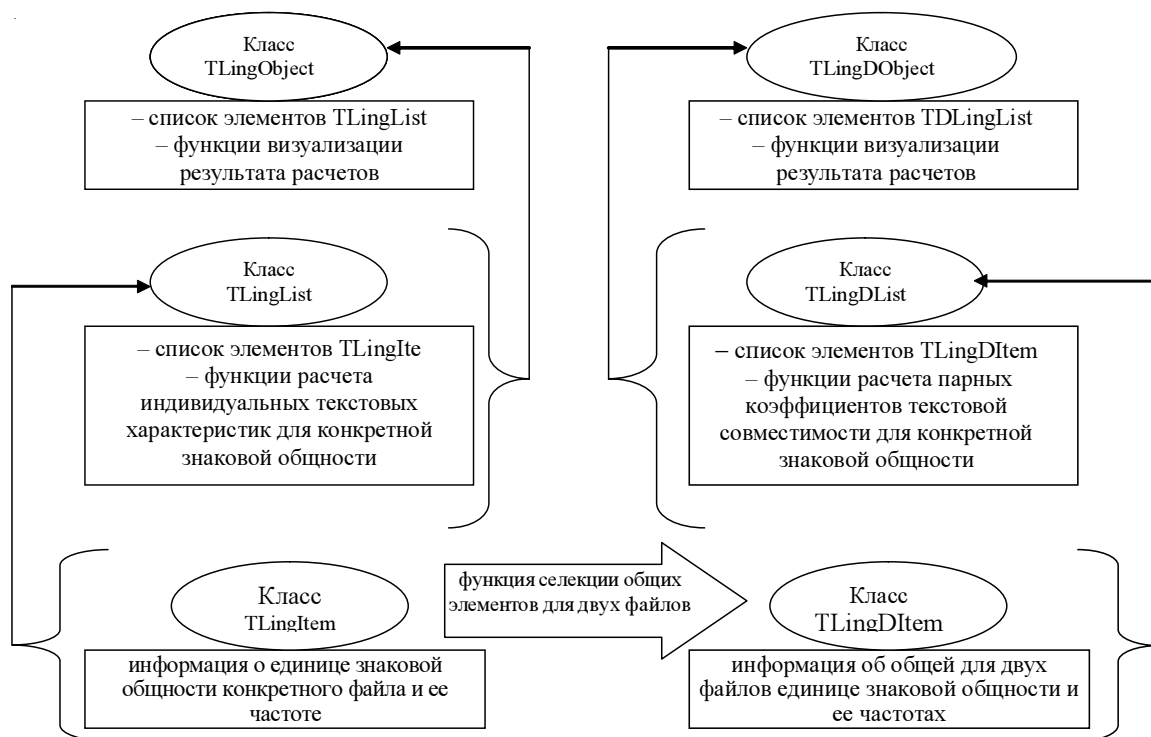 Класс
TLingObject
– список элементов TLingList
– функции визуализации
результата расчетов
Класс
TLingDObject
– список элементов TDLingList
– функции визуализации
результата расчетов
Класс
TLingList
– список элементов TLingIte
– функции расчета
индивидуальных текстовых
характеристик для конкретной
знаковой общности
Класс
TLingDList
– список элементов TLingDItem
– функции расчета парных
коэффициентов текстовой
совместимости для конкретной
знаковой общности
Класс
TLingItem
информация о единице знаковой
общности конкретного файла и ее
частоте
функция селекции общих
элементов для двух файлов
Класс
TLingDItem
информация об общей для двух
файлов единице знаковой общности и
ее частотах